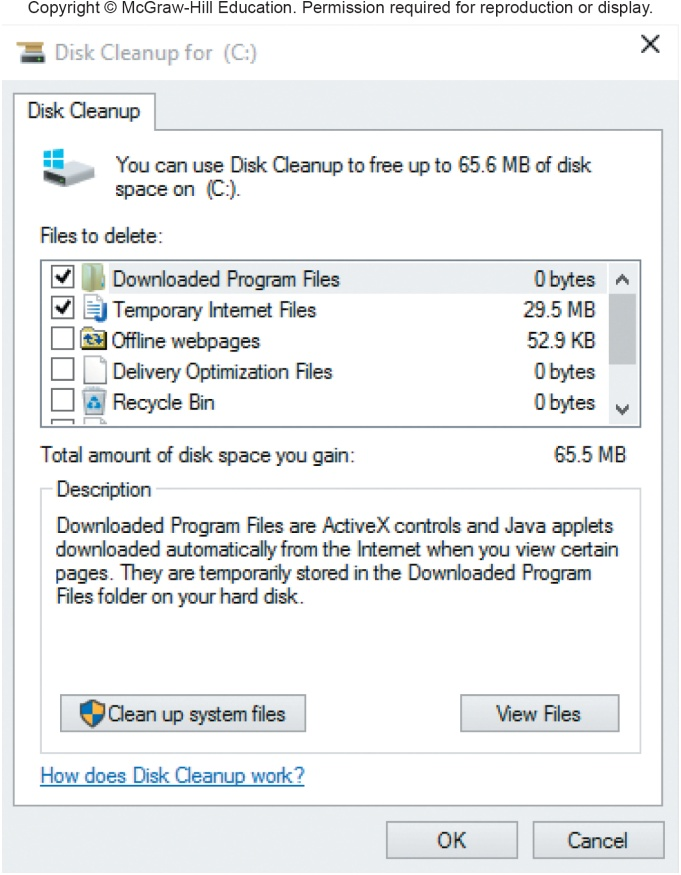 Copyright © McGraw-Hill Education. Permission required for reproduction or display.
Disk Cleanup for (C:)
Disk Cleanup
You can use Disk Cleanup to free up to 65.6 MB of disk
space on (C:).
Files to delete:
Downloaded Program Files 0 bytes
Temporary Internet Files 29.5 MB
Offline webpages 52.9 KB
Delivery Optimization Files 0 bytes
Recycle Bin 0 bytes
Total amount of disk space you gain: 65.5 MB
Description
Downloaded Program Files are ActiveX controls and Java applets
downloaded automatically from the Internet when you view certain
pages. They are temporarily stored in the Downloaded Program
Files folder on your hard disk.
Clean up system files View Files
How does Disk Cleanup work?
OK Cancel